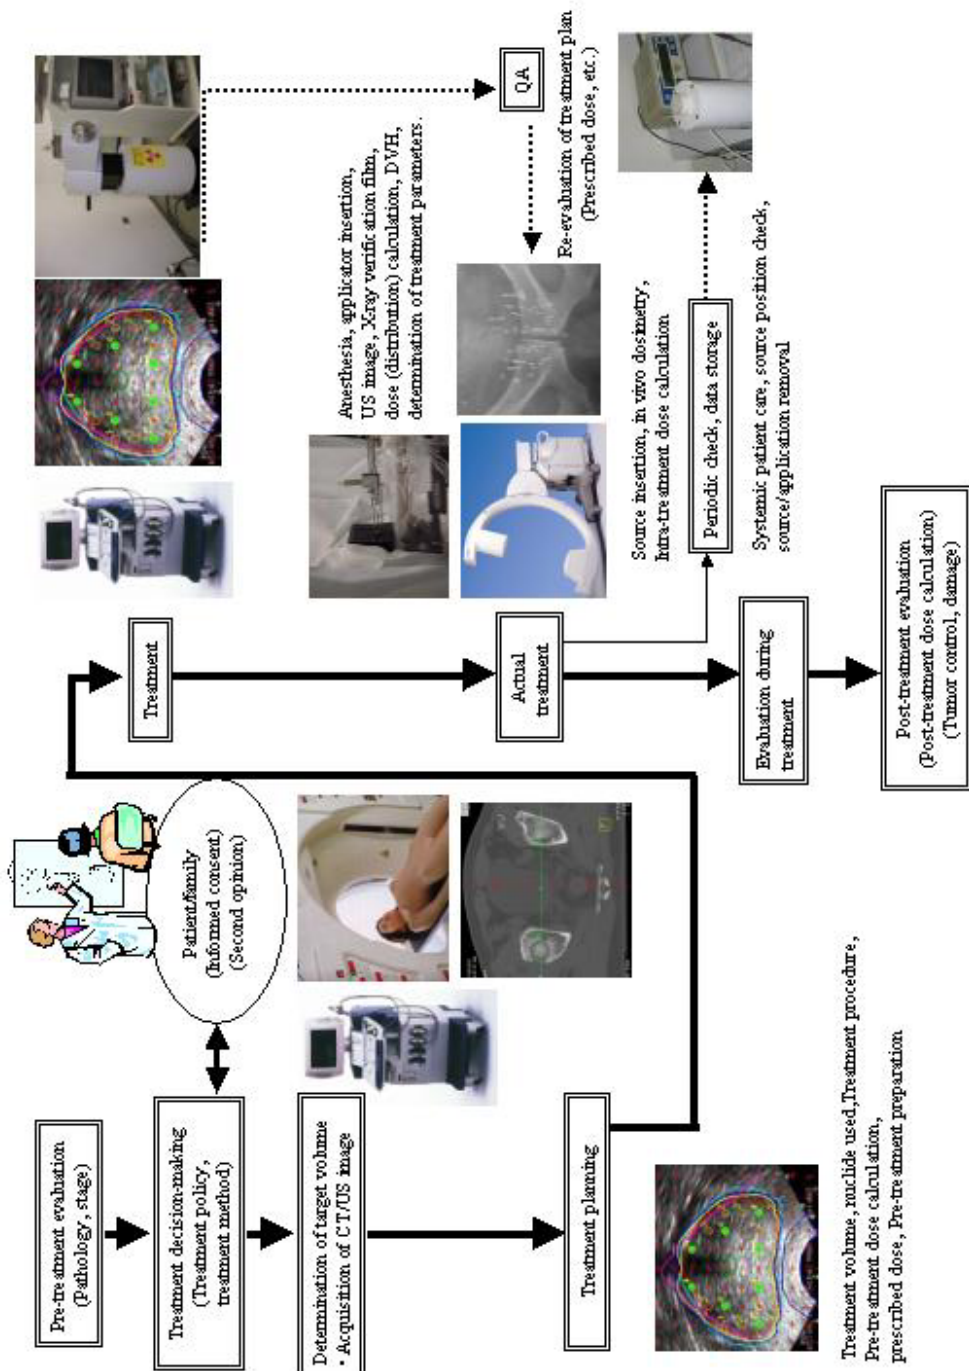 Pre-treatment evaluation
(Pathology, stage)
Treatment decision-making
(Treatment policy,
treatment method)
Patient/family
(Informed consent)
(Second opinion)
Determination of target volume
• Acquisition of CT/US image
Treatment planning
Treatment volume, nuclide used,Treatment procedure,
Pre-treatment dose calculation,
prescribed dose, Pre-treatment preparation
Treatment
Anesthesia, applicator insertion,
US image, X-ray verification film,
dose (distribution) calculation, DVH,
determination of treatment parameters.
QA
Re-evaluation of treatment plan
(Prescribed dose, etc.)
Actual
treatment
Source insertion, in vivo dosimetry,
Intra-treatment dose calculation
Periodic check, data storage
Systemic patient care, source position check,
source/application removal
Evaluation during
treatment
Post-treatment evaluation
(Post-treatment dose calculation)
(Tumor control, damage)